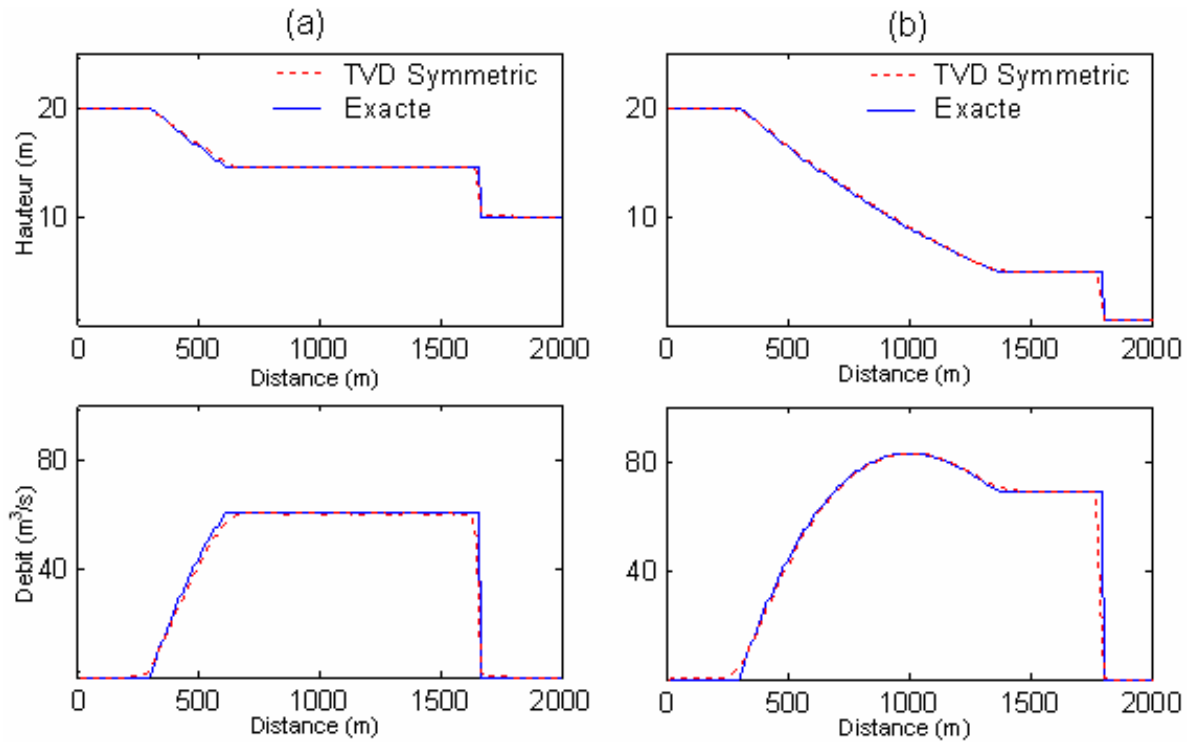 (a)
TVD Symmetric
Exacte
20
10
Hauteur (m)
0 500 1000 1500 2000
Distance (m)
(b)
TVD Symmetric
Exacte
20
10
0 500 1000 1500 2000
Distance (m)
80
40
Debit (m³/s)
0 500 1000 1500 2000
Distance (m)
80
40
0 500 1000 1500 2000
Distance (m)